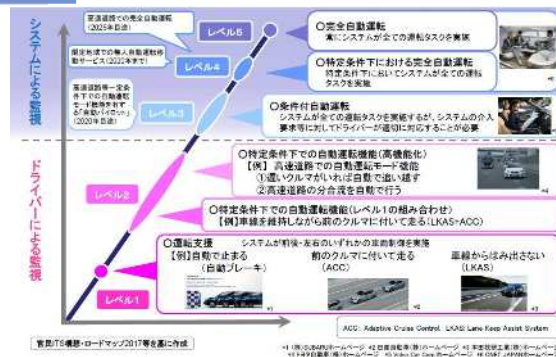 システムによる監視
ドライバーによる監視
高速道路での完全自動運転
(2025年目途)
限定地域での無人自動運転移
動サービス(2020年まで)
高速道路等一定条
件下での自動運転モ
ード機能を有す
る「自動パイロット」
(2020年目途)
レベル5
レベル4
レベル3
レベル2
レベル1
○完全自動運転
常にシステムが全ての運転タスクを実施
○特定条件下における完全自動運転
特定条件下においてシステムが全ての運転
タスクを実施
○条件付自動運転
システムが全ての運転タスクを実施するが、システムの介入
要求等に対してドライバーが適切に対応することが必要
○特定条件下での自動運転機能(高機能化)
【例】高速道路での自動運転モード機能
①遅いクルマがいれば自動で追い越す
②高速道路の分合流を自動で行う
○特定条件下での自動運転機能(レベル1の組み合わせ)
【例】車線を維持しながら前のクルマに付いて走る(LKAS+ACC)
○運転支援 システムが前後・左右のいずれかの車両制御を実施
【例】自動で止まる
(自動ブレーキ)
前のクルマに付いて走る
(ACC)
車線からはみ出さない
(LKAS)
ACC: Adaptive Cruise Control, LKAS: Lane Keep Assist System
官民ITS構想・ロードマップ2017等を基に作成